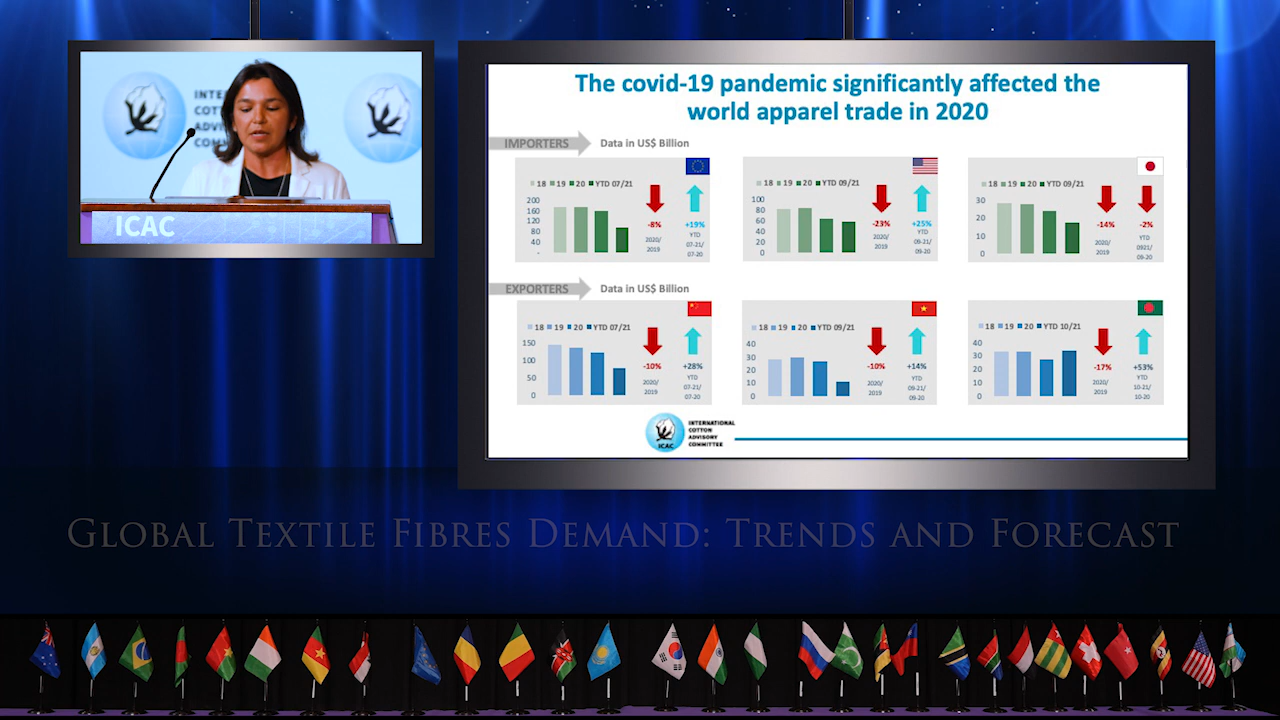 INTE
COT
ADVI
COM
ICAC
The covid-19 pandemic significantly affected the
world apparel trade in 2020
IMPORTERS
Data in US$ Billion
18 19 20 YTD 07/21
200
160
120
80
40
-
-8%
2020/
2019
+19%
YTD
07-21/
07-20
18 19 20 YTD 09/21
100
80
60
40
20
0
-23%
2020/
2019
+25%
YTD
09-21/
09-20
18 19 20 YTD 09/21
30
20
10
0
-14%
2020/
2019
-2%
YTD
0921/
09-20
EXPORTERS
Data in US$ Billion
18 19 20 YTD 07/21
150
100
50
0
-10%
2020/
2019
+28%
YTD
07-21/
07-20
18 19 20 YTD 09/21
40
30
20
10
0
-10%
2020/
2019
+14%
YTD
09-21/
09-20
18 19 20 YTD 10/21
40
30
20
10
0
-17%
2020/
2019
+53%
YTD
10-21/
10-20
ICAC
INTERNATIONAL
COTTON
ADVISORY
COMMITTEE
Global Textile Fibres Demand: Trends and Forecast